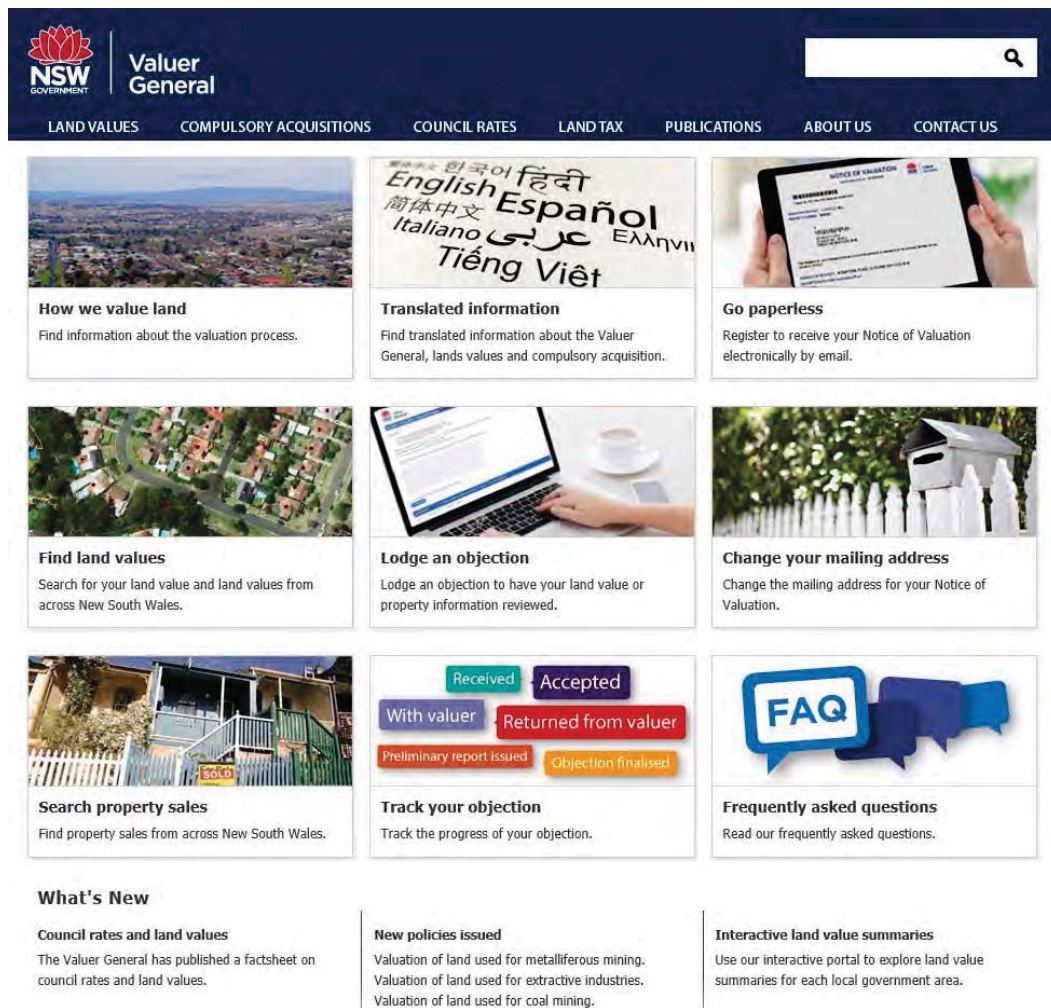 NSW
GOVERNMENT
Valuer
General
LAND VALUES COMPULSORY ACQUISITIONS COUNCIL RATES LAND TAX PUBLICATIONS ABOUT US CONTACT US
한국어 हिंदी
English
简体中文 Español
Italiano عربي
Tiếng Việt
NOTICE OF VALUATION
How we value land
Find information about the valuation process.
Translated information
Find translated information about the Valuer
General, lands values and compulsory acquisition.
Go paperless
Register to receive your Notice of Valuation
electronically by email.
Find land values
Search for your land value and land values from
across New South Wales.
Lodge an objection
Lodge an objection to have your land value or
property information reviewed.
Change your mailing address
Change the mailing address for your Notice of
Valuation.
SOLD
Received Accepted
With valuer Returned from valuer
Preliminary report issued Objection finalised
FAQ
Search property sales
Find property sales from across New South Wales.
Track your objection
Track the progress of your objection.
Frequently asked questions
Read our frequently asked questions.
What's New
Council rates and land values
The Valuer General has published a factsheet on
council rates and land values.
New policies issued
Valuation of land used for metalliferous mining.
Valuation of land used for extractive industries.
Valuation of land used for coal mining.
Interactive land value summaries
Use our interactive portal to explore land value
summaries for each local government area.